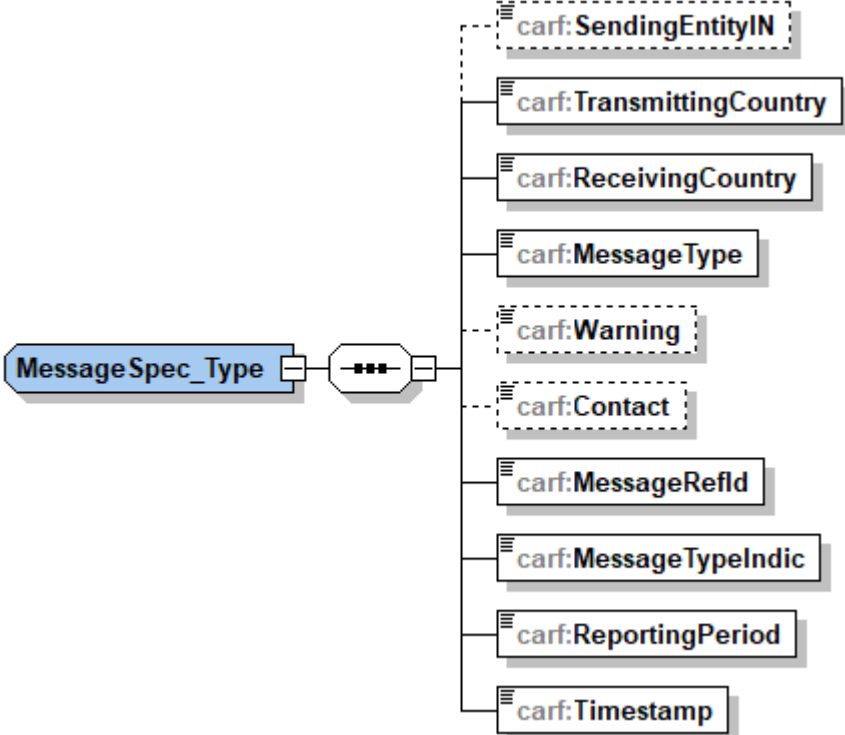 carf:SendingEntityIN
carf:TransmittingCountry
carf:ReceivingCountry
carf:MessageType
carf:Warning
MessageSpec_Type
carf:Contact
carf:MessageRefId
carf:MessageTypeIndic
carf:ReportingPeriod
carf:Timestamp